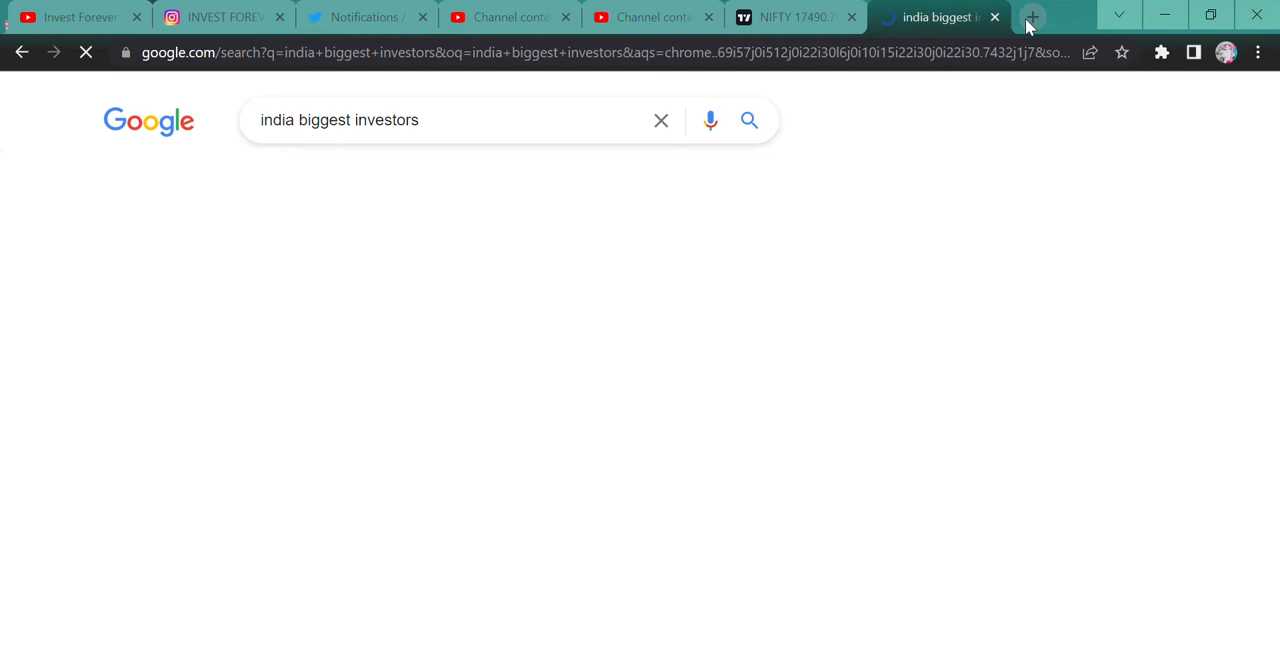 Invest Forever
INVEST FOREV
Notifications /
Channel conte
Channel conte
NIFTY 17490.7
india biggest i
google.com/search?q=india+biggest+investors&oq=india+biggest+investors&aqs=chrome..69i57j0i512j0i22i30l6j0i10i15i22i30j0i22i30.7432j1j7&so...
Google
india biggest investors